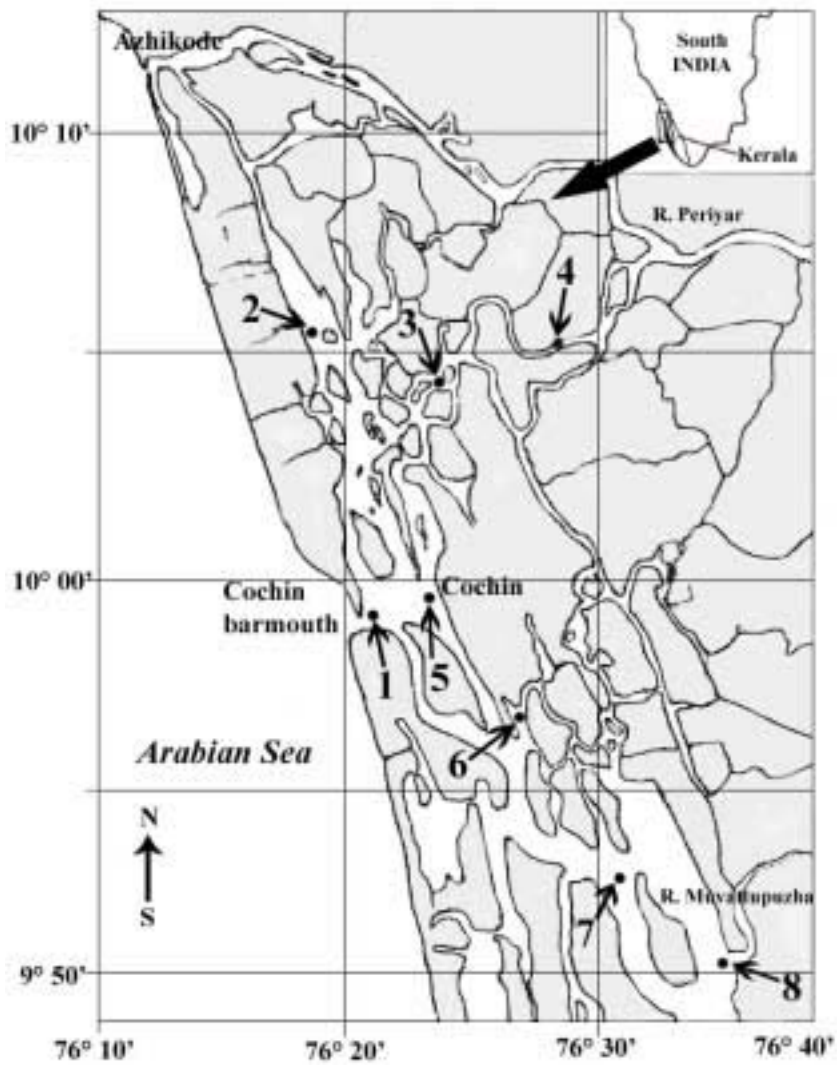 Azhikode
South
INDIA
10° 10'
Kerala
R. Periyar
4
2
3
10° 00'
Cochin
barmouth
Cochin
1
5
6
Arabian Sea
N
S
R. Muvattupuzha
7
9° 50'
8
76° 10'
76° 20'
76° 30'
76° 40'